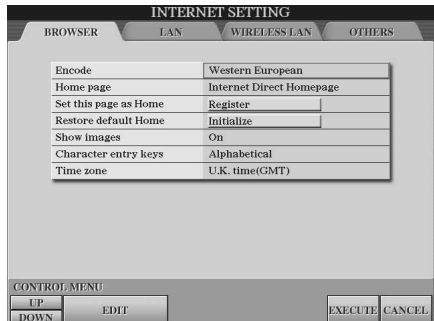 INTERNET SETTING
BROWSER LAN WIRELESS LAN OTHERS
Encode Western European
Home page Internet Direct Homepage
Set this page as Home Register
Restore default Home Initialize
Show images On
Character entry keys Alphabetical
Time zone U.K. time(GMT)
CONTROL MENU
UP
DOWN EDIT EXECUTE CANCEL